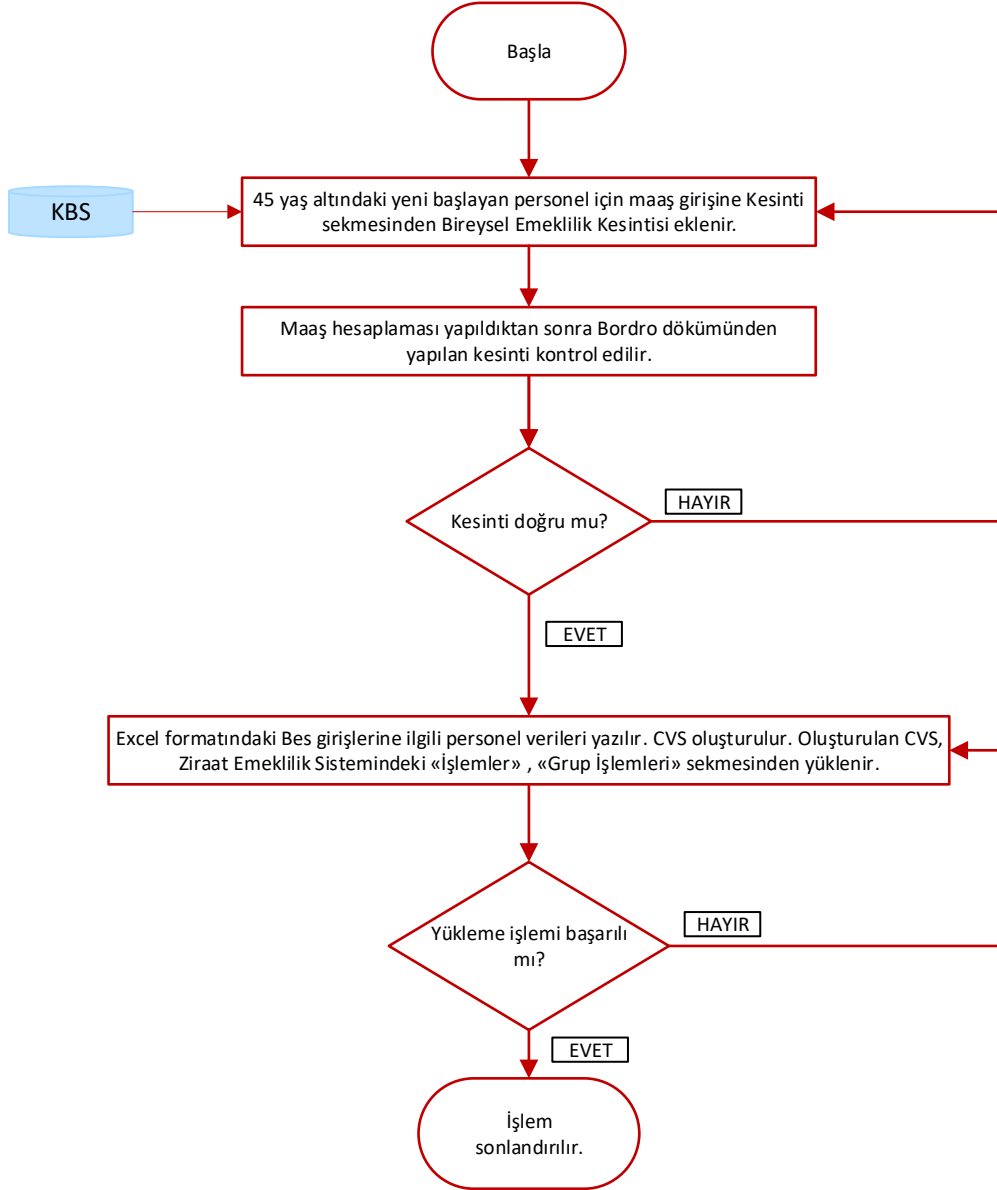 Başla
KBS
45 yaş altındaki yeni başlayan personel için maaş girişine Kesinti
sekmesinden Bireysel Emeklilik Kesintisi eklenir.
Maaş hesaplaması yapıldıktan sonra Bordro dökümünden
yapılan kesinti kontrol edilir.
Kesinti doğru mu?
HAYIR
EVET
Excel formatındaki Bes girişlerine ilgili personel verileri yazılır. CVS oluşturulur. Oluşturulan CVS,
Ziraat Emeklilik Sistemindeki «İşlemler» , «Grup İşlemleri» sekmesinden yüklenir.
Yükleme işlemi başarılı
mı?
HAYIR
EVET
İşlem
sonlandırılır.